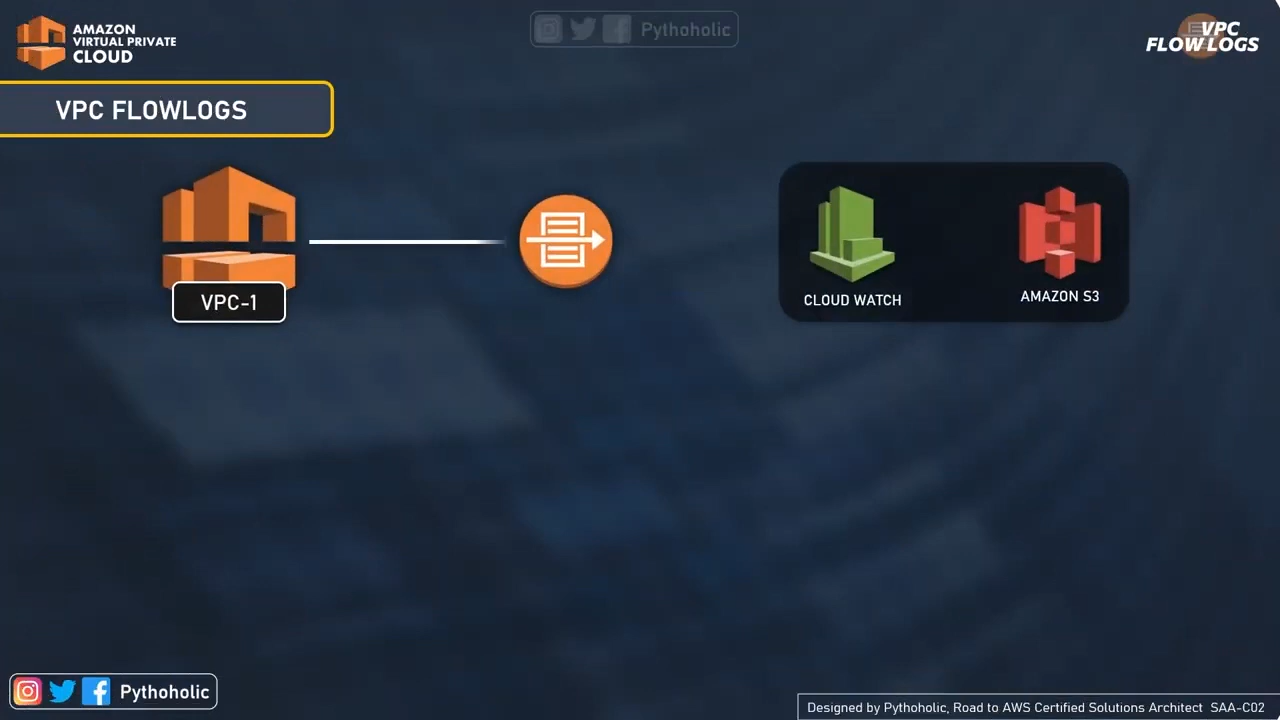 AMAZON
VIRTUAL PRIVATE
CLOUD
Pythoholic
VPC
FLOW LOGS
VPC FLOWLOGS
VPC-1
CLOUD WATCH
AMAZON S3
Pythoholic
Designed by Pythoholic, Road to AWS Certified Solutions Architect SAA-C02